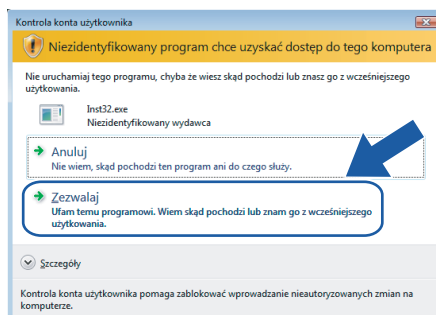 Kontrola konta użytkownika
Niezidentyfikowany program chce uzyskać dostęp do tego komputera
Nie uruchamiaj tego programu, chyba że wiesz skąd pochodzi lub znasz go z wcześniejszego
użytkowania.
Inst32.exe
Niezidentyfikowany wydawca
Anuluj
Nie wiem, skąd pochodzi ten program ani do czego służy.
Zezwalaj
Ufam temu programowi. Wiem skąd pochodzi lub znam go z wcześniejszego
użytkowania.
Szczegóły
Kontrola konta użytkownika pomaga zablokować wprowadzanie nieautoryzowanych zmian na
komputerze.